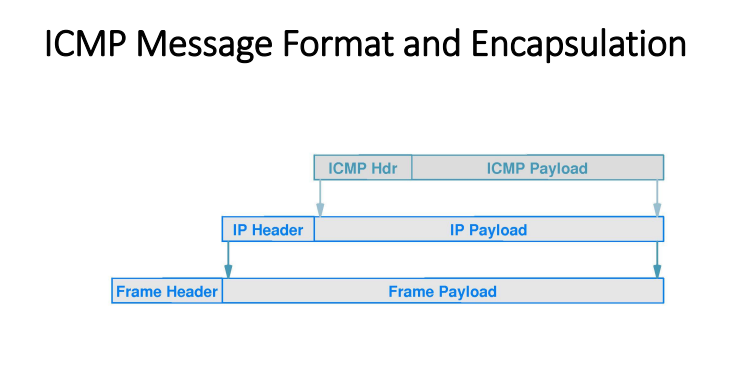 ICMP Message Format and Encapsulation
ICMP Hdr ICMP Payload
IP Header IP Payload
Frame Header Frame Payload